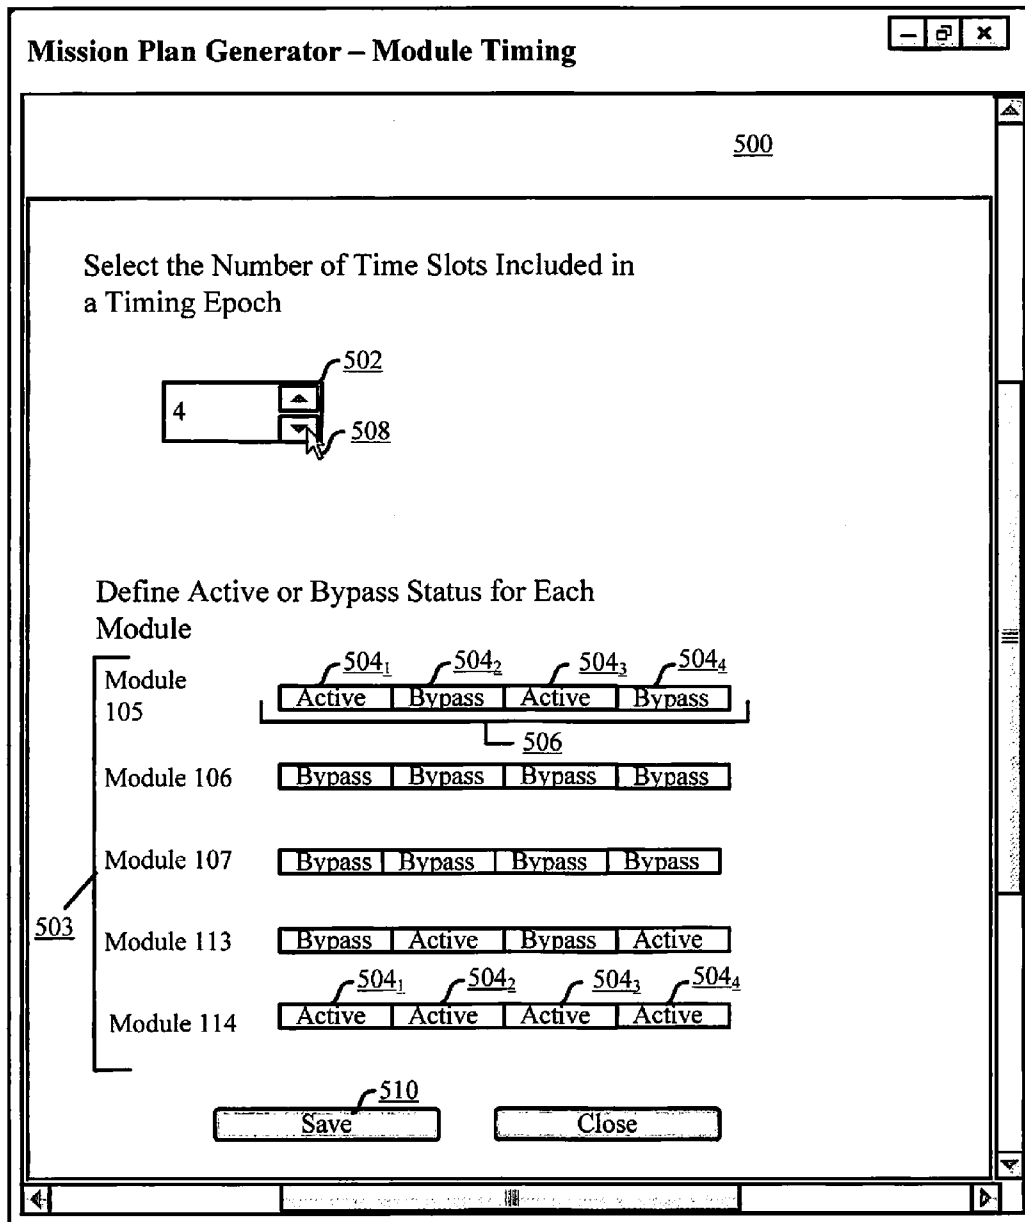 Mission Plan Generator – Module Timing
500
Select the Number of Time Slots Included in
a Timing Epoch
502
4
508
Define Active or Bypass Status for Each
Module
504₁ 504₂ 504₃ 504₄
Module
105
Active Bypass Active Bypass
506
Module 106 Bypass Bypass Bypass Bypass
Module 107 Bypass Bypass Bypass Bypass
503
Module 113 Bypass Active Bypass Active
504₁ 504₂ 504₃ 504₄
Module 114 Active Active Active Active
510
Save Close